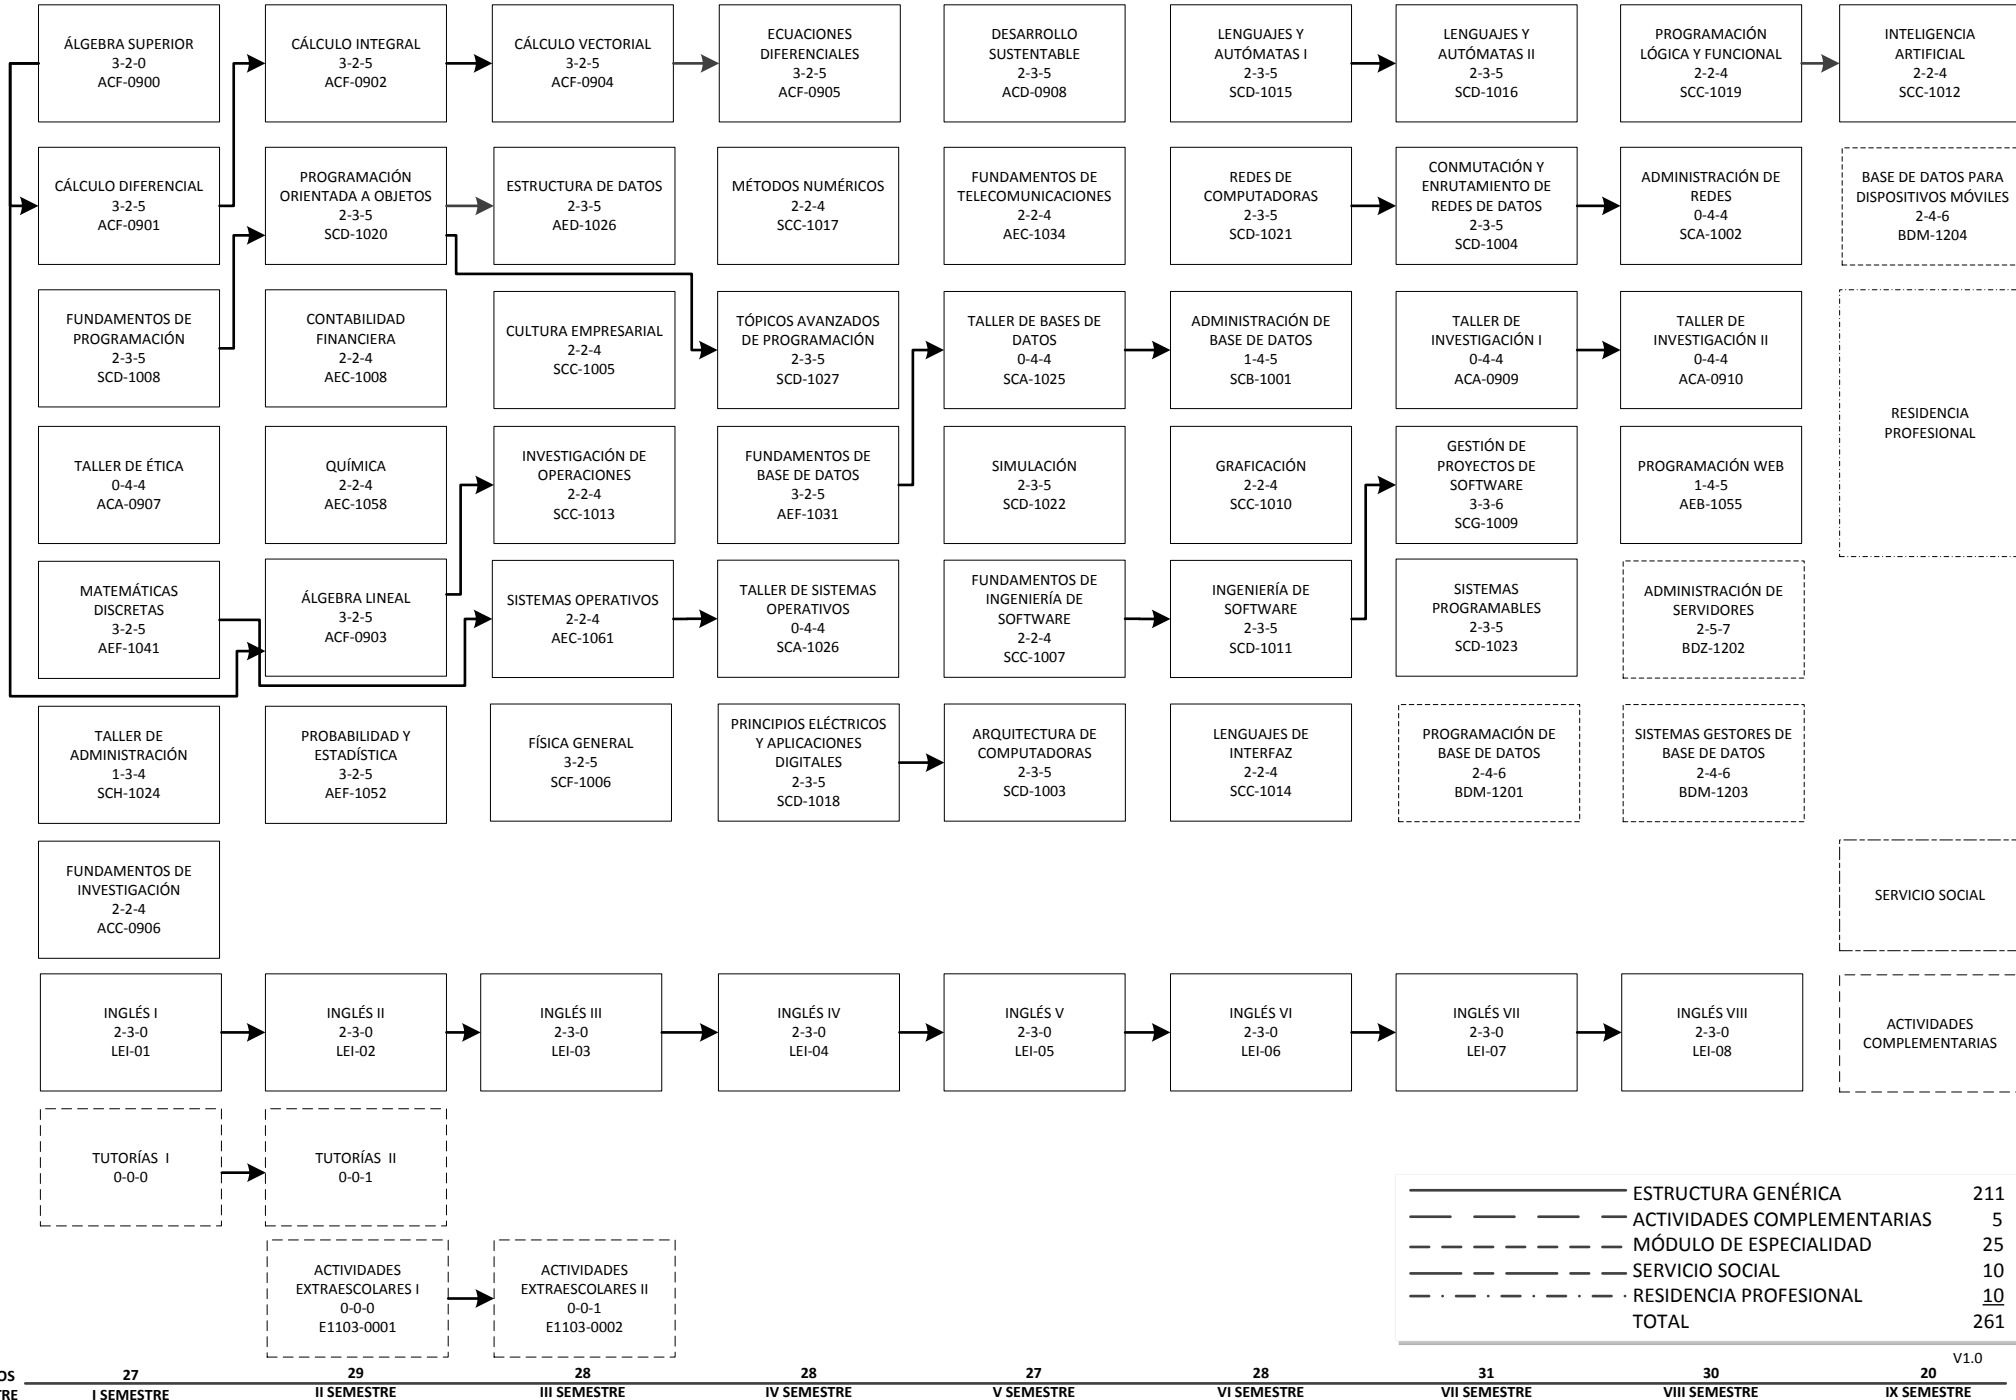 ÁLGEBRA SUPERIOR
3-2-0
ACF-0900
CÁLCULO INTEGRAL
3-2-5
ACF-0902
CÁLCULO VECTORIAL
3-2-5
ACF-0904
ECUACIONES
DIFERENCIALES
3-2-5
ACF-0905
DESARROLLO
SUSTENTABLE
2-3-5
ACD-0908
LENGUAJES Y
AUTÓMATAS I
2-3-5
SCD-1015
LENGUAJES Y
AUTÓMATAS II
2-3-5
SCD-1016
PROGRAMACIÓN
LÓGICA Y FUNCIONAL
2-2-4
SCC-1019
INTELIGENCIA
ARTIFICIAL
2-2-4
SCC-1012
CÁLCULO DIFERENCIAL
3-2-5
ACF-0901
PROGRAMACIÓN
ORIENTADA A OBJETOS
2-3-5
SCD-1020
ESTRUCTURA DE DATOS
2-3-5
AED-1026
MÉTODOS NUMÉRICOS
2-2-4
SCC-1017
FUNDAMENTOS DE
TELECOMUNICACIONES
2-2-4
AEC-1034
REDES DE
COMPUTADORAS
2-3-5
SCD-1021
CONMUTACIÓN Y
ENRUTAMIENTO DE
REDES DE DATOS
2-3-5
SCD-1004
ADMINISTRACIÓN DE
REDES
0-4-4
SCA-1002
BASE DE DATOS PARA
DISPOSITIVOS MÓVILES
2-4-6
BDM-1204
FUNDAMENTOS DE
PROGRAMACIÓN
2-3-5
SCD-1008
CONTABILIDAD
FINANCIERA
2-2-4
AEC-1008
CULTURA EMPRESARIAL
2-2-4
SCC-1005
TÓPICOS AVANZADOS
DE PROGRAMACIÓN
2-3-5
SCD-1027
TALLER DE BASES DE
DATOS
0-4-4
SCA-1025
ADMINISTRACIÓN DE
BASE DE DATOS
1-4-5
SCB-1001
TALLER DE
INVESTIGACIÓN I
0-4-4
ACA-0909
TALLER DE
INVESTIGACIÓN II
0-4-4
ACA-0910
RESIDENCIA
PROFESIONAL
TALLER DE ÉTICA
0-4-4
ACA-0907
QUÍMICA
2-2-4
AEC-1058
INVESTIGACIÓN DE
OPERACIONES
2-2-4
SCC-1013
FUNDAMENTOS DE
BASE DE DATOS
3-2-5
AEF-1031
SIMULACIÓN
2-3-5
SCD-1022
GRAFICACIÓN
2-2-4
SCC-1010
GESTIÓN DE
PROYECTOS DE
SOFTWARE
3-3-6
SCG-1009
PROGRAMACIÓN WEB
1-4-5
AEB-1055
MATEMÁTICAS
DISCRETAS
3-2-5
AEF-1041
ÁLGEBRA LINEAL
3-2-5
ACF-0903
SISTEMAS OPERATIVOS
2-2-4
AEC-1061
TALLER DE SISTEMAS
OPERATIVOS
0-4-4
SCA-1026
FUNDAMENTOS DE
INGENIERÍA DE
SOFTWARE
2-2-4
SCC-1007
INGENIERÍA DE
SOFTWARE
2-3-5
SCD-1011
SISTEMAS
PROGRAMABLES
2-3-5
SCD-1023
ADMINISTRACIÓN DE
SERVIDORES
2-5-7
BDZ-1202
TALLER DE
ADMINISTRACIÓN
1-3-4
SCH-1024
PROBABILIDAD Y
ESTADÍSTICA
3-2-5
AEF-1052
FÍSICA GENERAL
3-2-5
SCF-1006
PRINCIPIOS ELÉCTRICOS
Y APLICACIONES
DIGITALES
2-3-5
SCD-1018
ARQUITECTURA DE
COMPUTADORAS
2-3-5
SCD-1003
LENGUAJES DE
INTERFAZ
2-2-4
SCC-1014
PROGRAMACIÓN DE
BASE DE DATOS
2-4-6
BDM-1201
SISTEMAS GESTORES DE
BASE DE DATOS
2-4-6
BDM-1203
FUNDAMENTOS DE
INVESTIGACIÓN
2-2-4
ACC-0906
SERVICIO SOCIAL
INGLÉS I
2-3-0
LEI-01
INGLÉS II
2-3-0
LEI-02
INGLÉS III
2-3-0
LEI-03
INGLÉS IV
2-3-0
LEI-04
INGLÉS V
2-3-0
LEI-05
INGLÉS VI
2-3-0
LEI-06
INGLÉS VII
2-3-0
LEI-07
INGLÉS VIII
2-3-0
LEI-08
ACTIVIDADES
COMPLEMENTARIAS
TUTORÍAS I
0-0-0
TUTORÍAS II
0-0-1
ACTIVIDADES
EXTRAESCOLARES I
0-0-0
E1103-0001
ACTIVIDADES
EXTRAESCOLARES II
0-0-1
E1103-0002
ESTRUCTURA GENÉRICA 211
ACTIVIDADES COMPLEMENTARIAS 5
MÓDULO DE ESPECIALIDAD 25
SERVICIO SOCIAL 10
RESIDENCIA PROFESIONAL 10
TOTAL 261
V1.0
OS 27 29 28 28 27 28 31 30 20
TRE I SEMESTRE II SEMESTRE III SEMESTRE IV SEMESTRE V SEMESTRE VI SEMESTRE VII SEMESTRE VIII SEMESTRE IX SEMESTRE